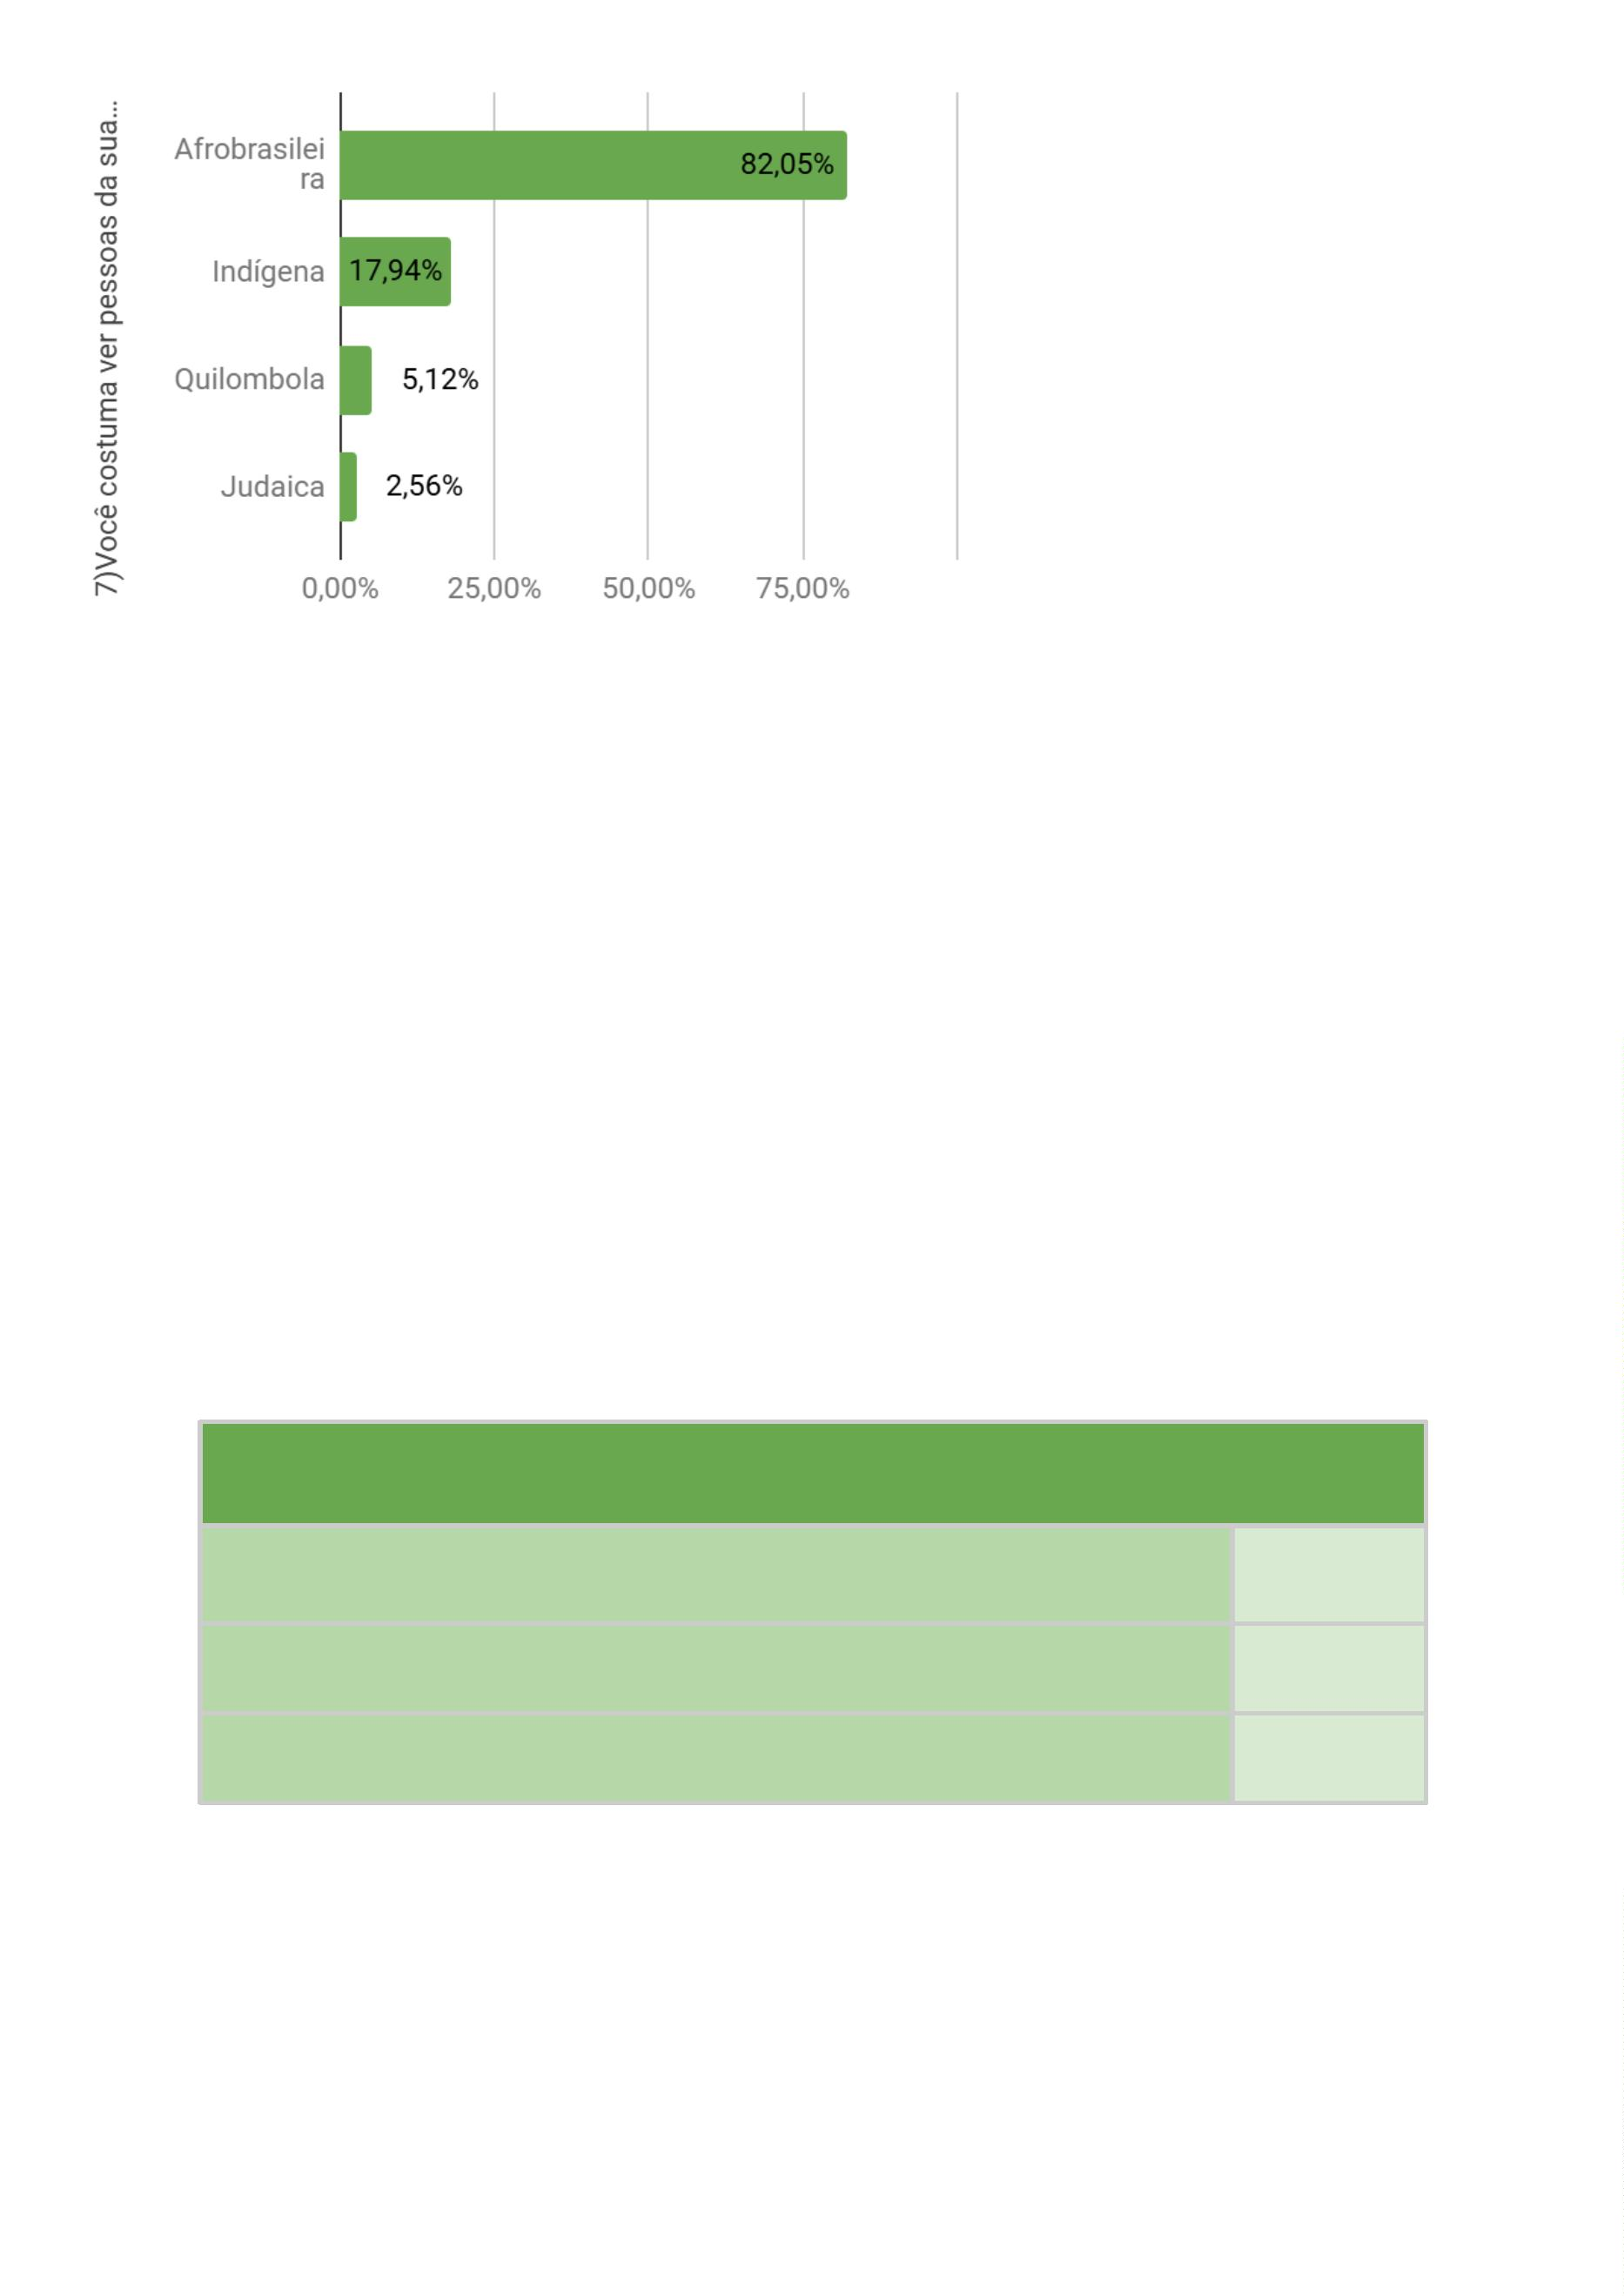 7)Você costuma ver pessoas da sua...
Afrobrasilei
ra
82,05%
Indígena
17,94%
Quilombola
5,12%
Judaica
2,56%
0,00%
25,00%
50,00%
75,00%